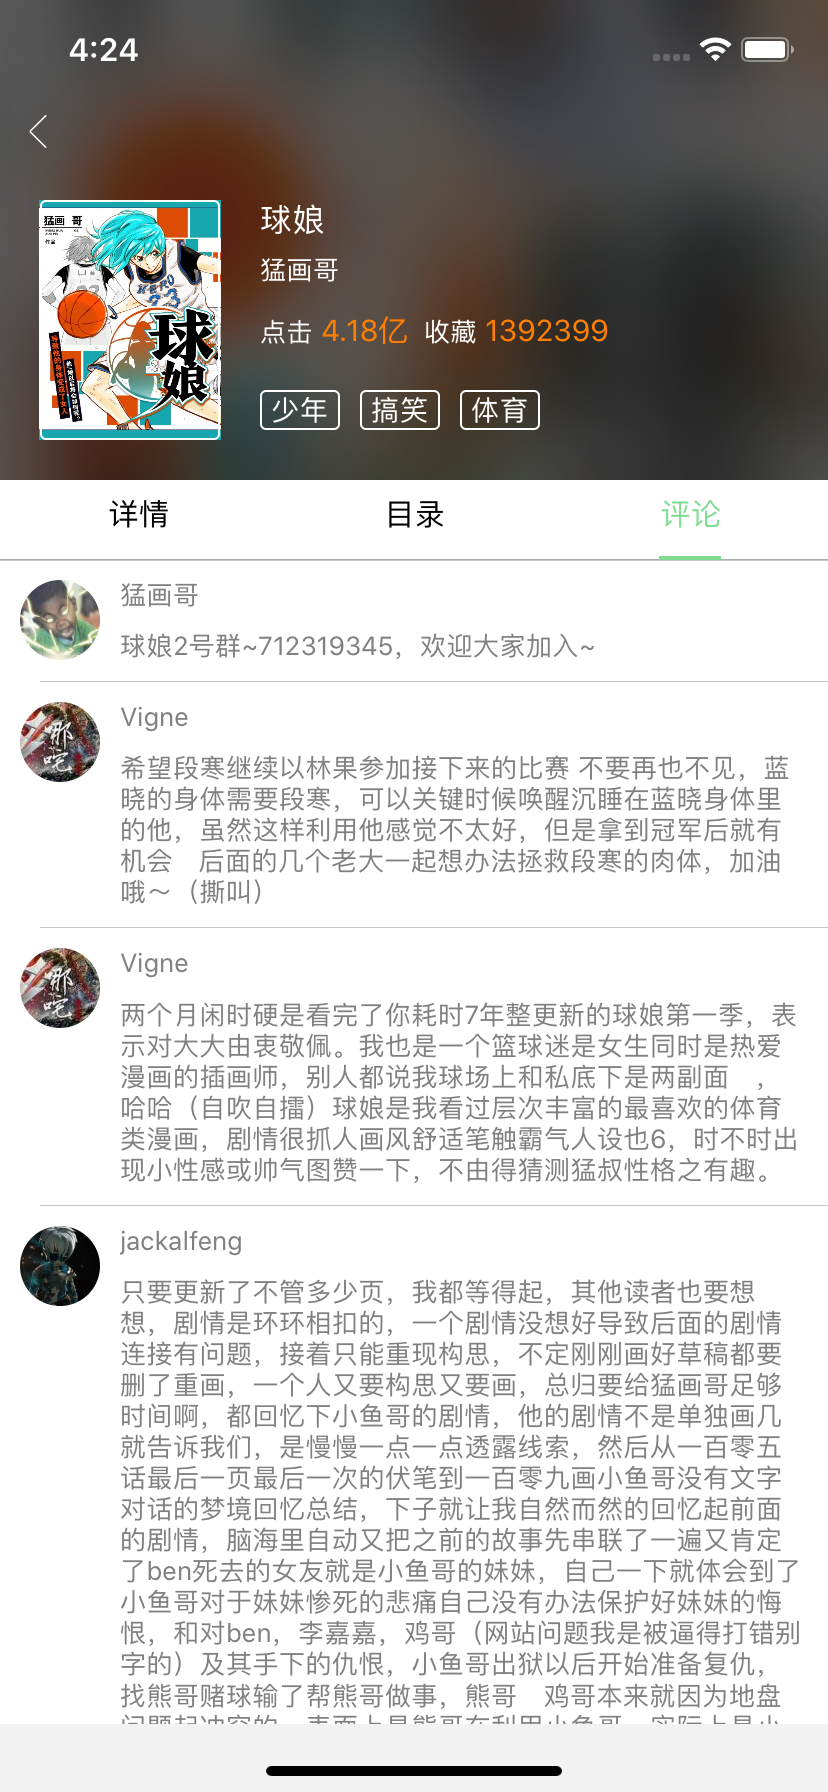 4:24
猛画 哥
作品
球娘
球娘
猛画哥
点击 4.18亿 收藏 1392399
少年 搞笑 体育
详情 目录 评论
猛画哥
球娘2号群~712319345，欢迎大家加入~
Vigne
希望段寒继续以林果参加接下来的比赛 不要再也不见，蓝
晓的身体需要段寒，可以关键时候唤醒沉睡在蓝晓身体里
的他，虽然这样利用他感觉不太好，但是拿到冠军后就有
机会　后面的几个老大一起想办法拯救段寒的肉体，加油
哦～（撕叫）
Vigne
两个月闲时硬是看完了你耗时7年整更新的球娘第一季，表
示对大大由衷敬佩。我也是一个篮球迷是女生同时是热爱
漫画的插画师，别人都说我球场上和私底下是两副面　，
哈哈（自吹自擂）球娘是我看过层次丰富的最喜欢的体育
类漫画，剧情很抓人画风舒适笔触霸气人设也6，时不时出
现小性感或帅气图赞一下，不由得猜测猛叔性格之有趣。
jackalfeng
只要更新了不管多少页，我都等得起，其他读者也要想
想，剧情是环环相扣的，一个剧情没想好导致后面的剧情
连接有问题，接着只能重现构思，不定刚刚画好草稿都要
删了重画，一个人又要构思又要画，总归要给猛画哥足够
时间啊，都回忆下小鱼哥的剧情，他的剧情不是单独画几
就告诉我们，是慢慢一点一点透露线索，然后从一百零五
话最后一页最后一次的伏笔到一百零九画小鱼哥没有文字
对话的梦境回忆总结，下子就让我自然而然的回忆起前面
的剧情，脑海里自动又把之前的故事先串联了一遍又肯定
了ben死去的女友就是小鱼哥的妹妹，自己一下就体会到了
小鱼哥对于妹妹惨死的悲痛自己没有办法保护好妹妹的悔
恨，和对ben，李嘉嘉，鸡哥（网站问题我是被逼得打错别
字的）及其手下的仇恨，小鱼哥出狱以后开始准备复仇，
找熊哥赌球输了帮熊哥做事，熊哥　鸡哥本来就因为地盘